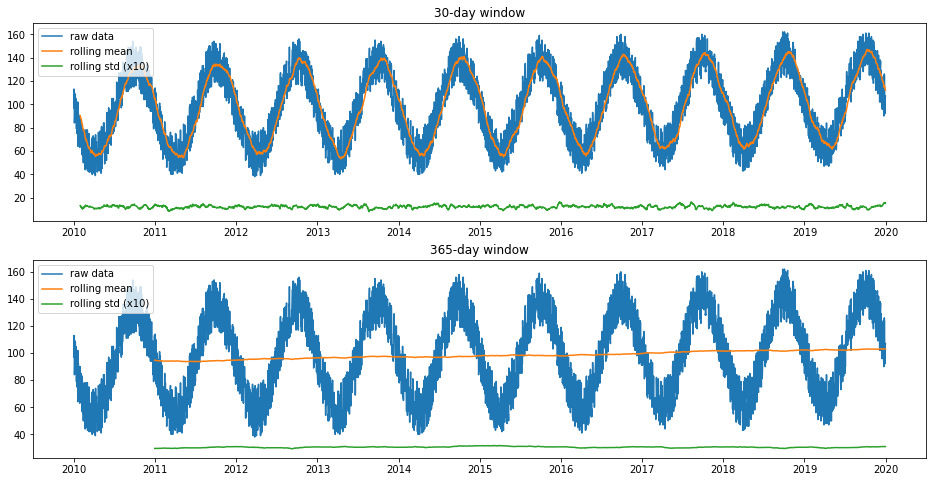 30-day window
160
140
120
100
80
60
40
20
raw data
rolling mean
rolling std (x10)
2010 2011 2012 2013 2014 2015 2016 2017 2018 2019 2020
365-day window
160
140
120
100
80
60
40
raw data
rolling mean
rolling std (x10)
2010 2011 2012 2013 2014 2015 2016 2017 2018 2019 2020